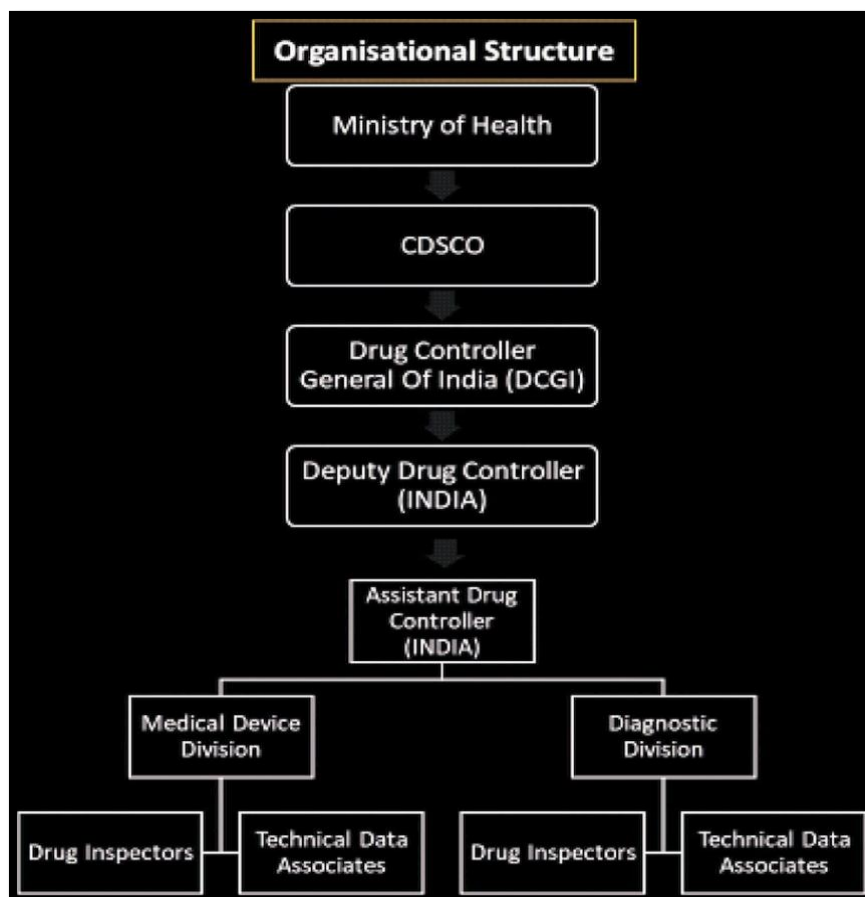 Organisational Structure
Ministry of Health
CDSCO
Drug Controller
General Of India (DCGI)
Deputy Drug Controller
(INDIA)
Assistant Drug
Controller
(INDIA)
Medical Device
Division
Diagnostic
Division
Drug Inspectors
Technical Data
Associates
Drug Inspectors
Technical Data
Associates